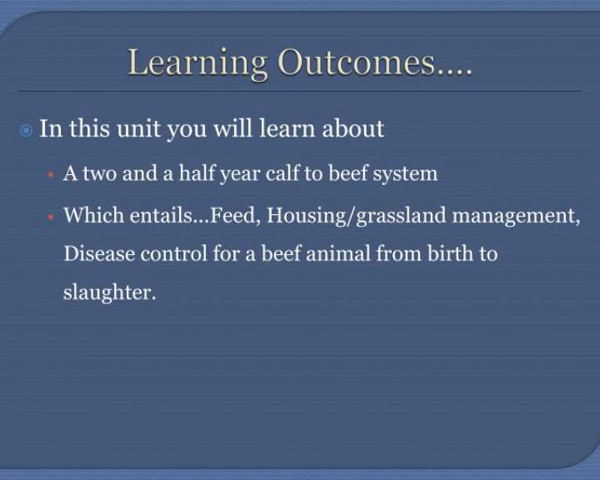 Learning Outcomes....
In this unit you will learn about
A two and a half year calf to beef system
Which entails...Feed, Housing/grassland management,
Disease control for a beef animal from birth to
slaughter.